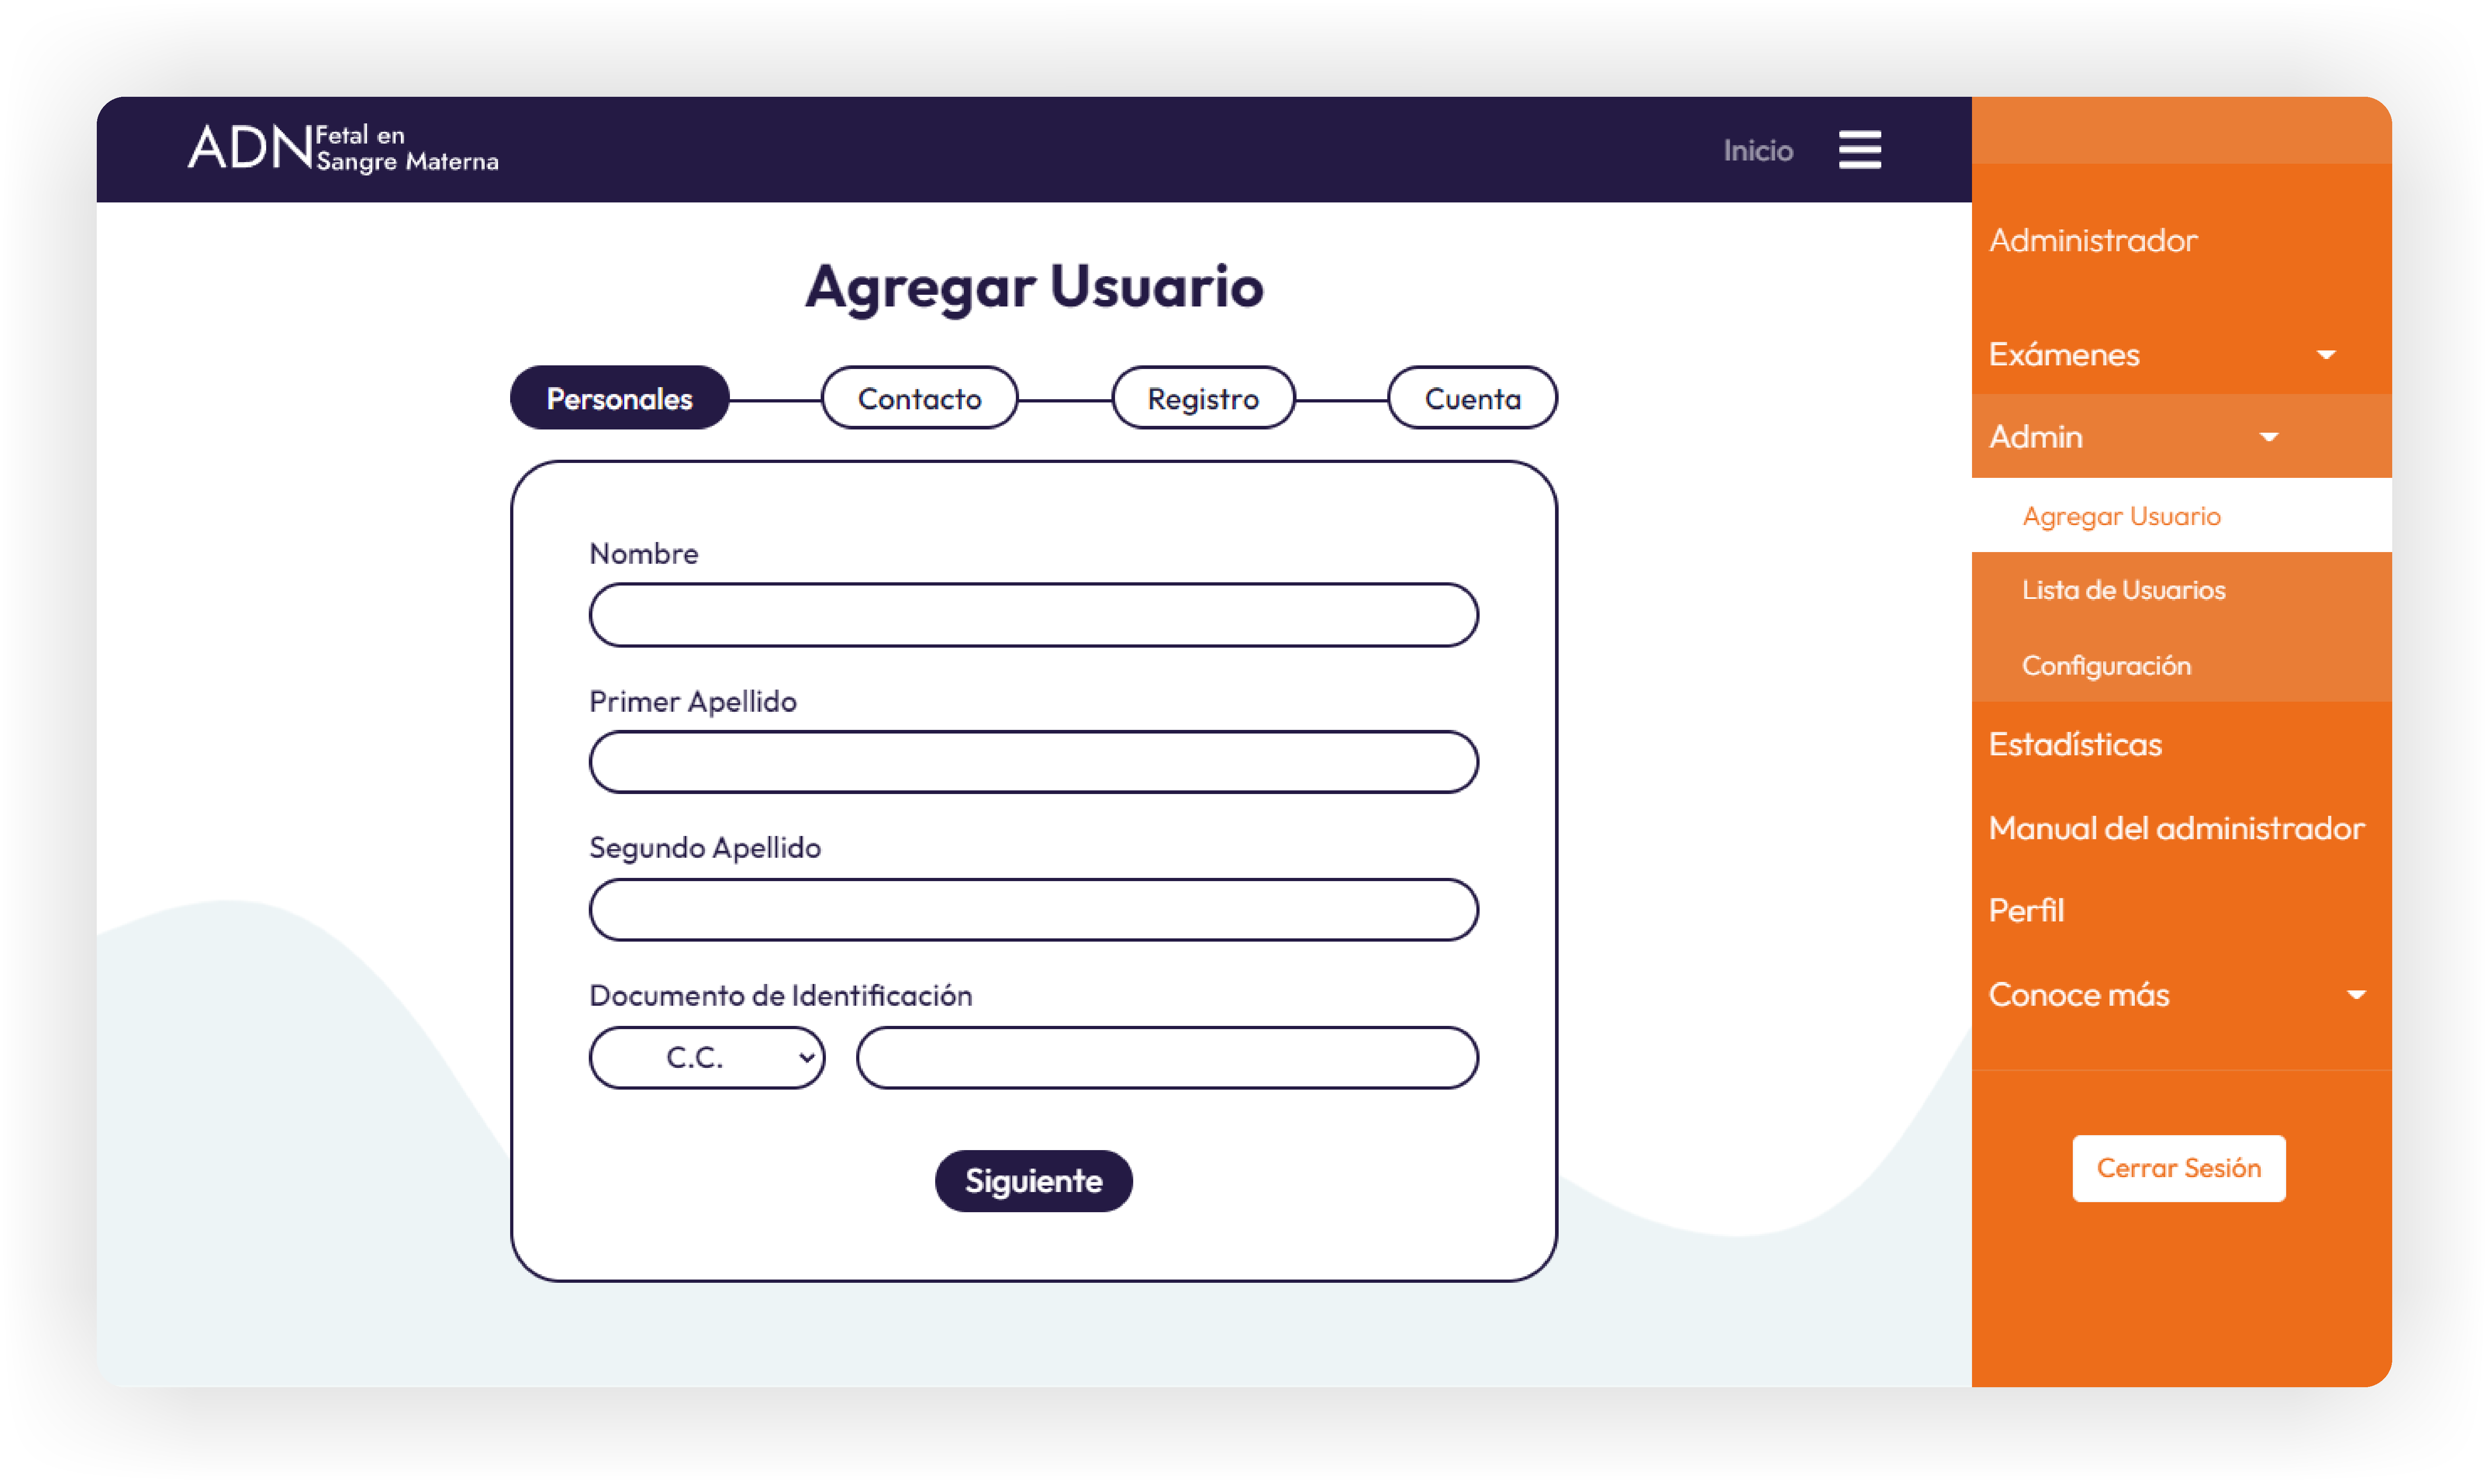 ADN Fetal en
Sangre Materna
Inicio
Agregar Usuario
Personales
Contacto
Registro
Cuenta
Nombre
Primer Apellido
Segundo Apellido
Documento de Identificación
C.C.
Siguiente
Administrador
Exámenes
Admin
Agregar Usuario
Lista de Usuarios
Configuración
Estadísticas
Manual del administrador
Perfil
Conoce más
Cerrar Sesión